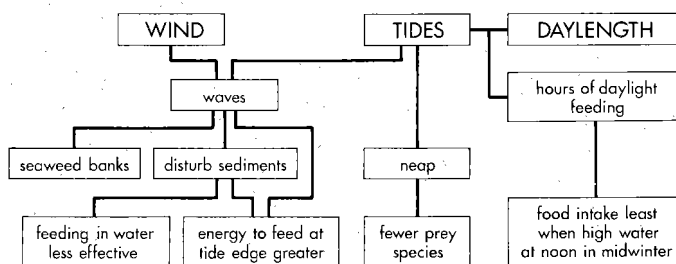 WIND
TIDES
DAYLENGTH
waves
hours of daylight
feeding
seaweed banks
disturb sediments
neap
feeding in water
less effective
energy to feed at
tide edge greater
fewer prey
species
food intake least
when high water
at noon in midwinter